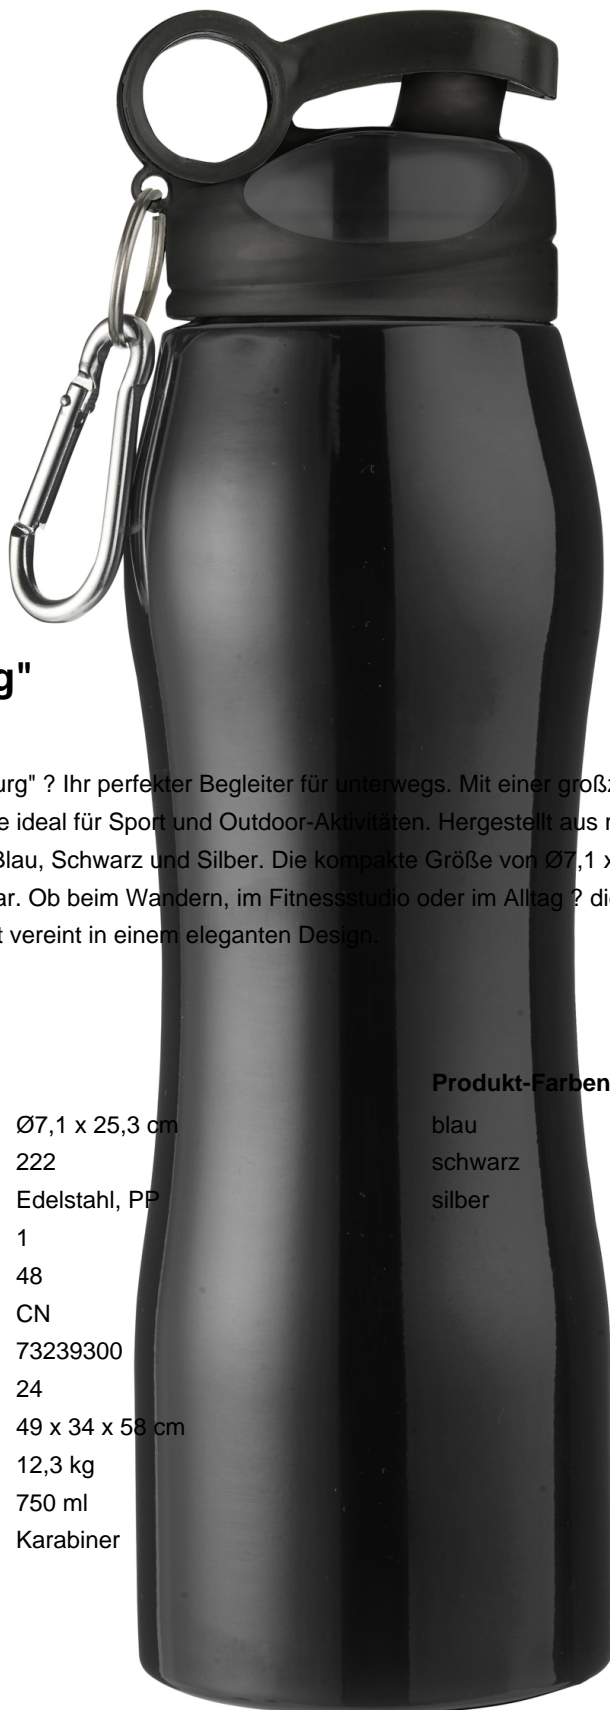 g"
urg" ? Ihr perfekter Begleiter für unterwegs. Mit einer groß
e ideal für Sport und Outdoor-Aktivitäten. Hergestellt aus
Blau, Schwarz und Silber. Die kompakte Größe von Ø7,1 x
ar. Ob beim Wandern, im Fitnessstudio oder im Alltag ? di
t vereint in einem eleganten Design.
Produkt-Farben
Ø7,1 x 25,3 cm blau
222 schwarz
Edelstahl, PP silber
1
48
CN
73239300
24
49 x 34 x 58 cm
12,3 kg
750 ml
Karabiner